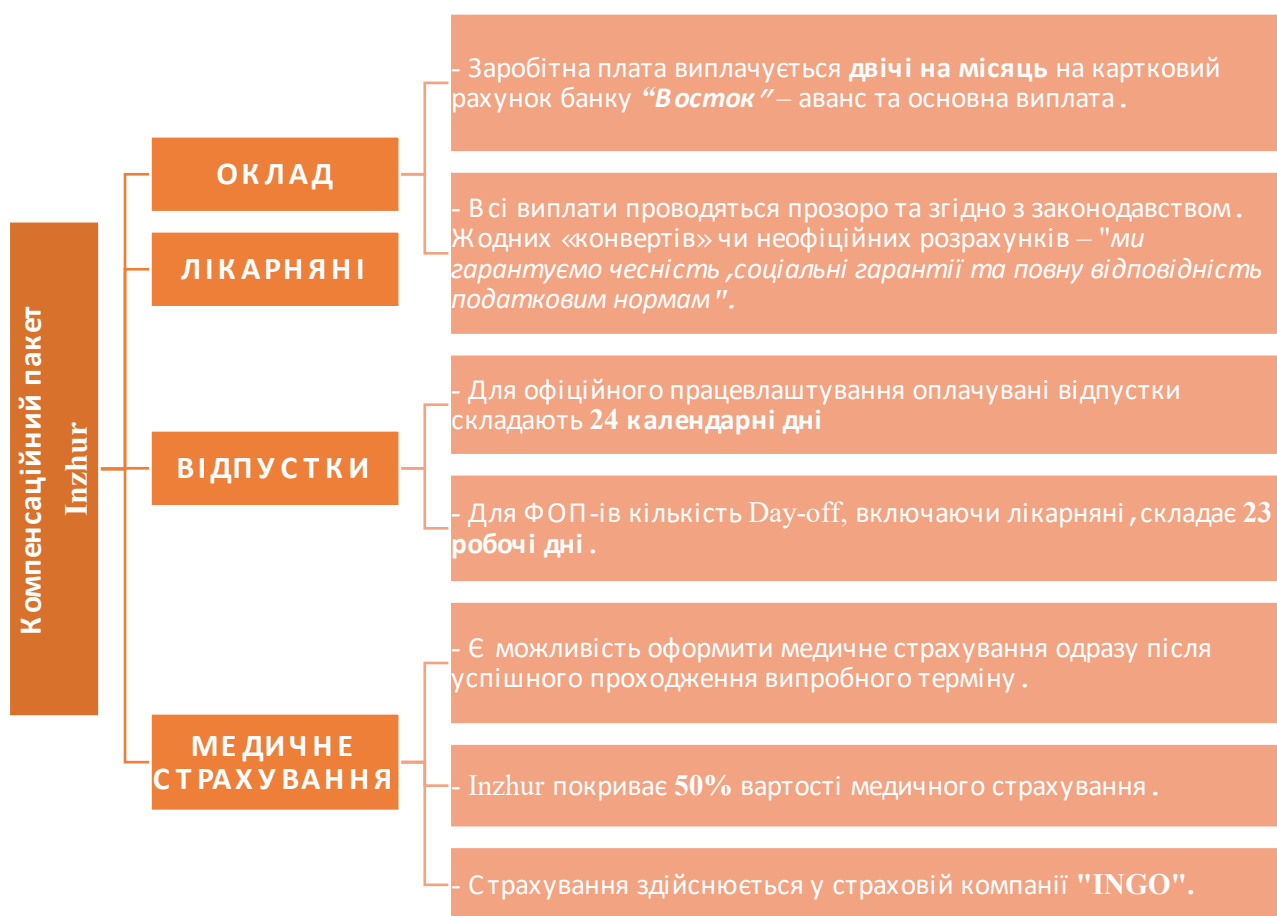 Компенсаційний пакет
Inzhur
ОКЛАД
- Заробітна плата виплачується двічі на місяць на картковий
рахунок банку “Восток” – аванс та основна виплата.
- Всі виплати проводяться прозоро та згідно з законодавством.
Жодних «конвертів» чи неофіційних розрахунків – "ми
гарантуємо чесність ,соціальні гарантії та повну відповідність
податковим нормам".
ЛІКАРНЯНІ
ВІДПУСТКИ
- Для офіційного працевлаштування оплачувані відпустки
складають 24 календарні дні
- Для ФОП-ів кількість Day-off, включаючи лікарняні, складає 23
робочі дні.
МЕДИЧНЕ
СТРАХУВАННЯ
- Є можливість оформити медичне страхування одразу після
успішного проходження випробного терміну.
- Inzhur покриває 50% вартості медичного страхування.
- Страхування здійснюється у страховій компанії "INGO".